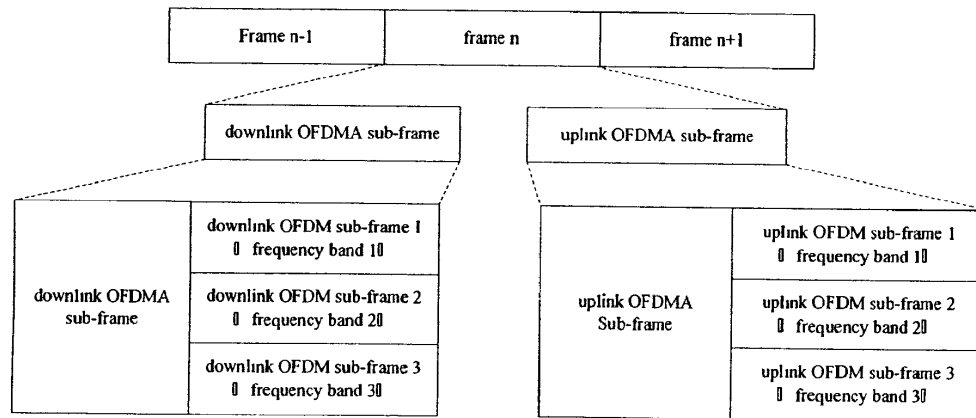 Frame n-1
frame n
frame n+1
downlink OFDMA sub-frame
uplink OFDMA sub-frame
downlink OFDMA
sub-frame
downlink OFDM sub-frame 1
▯ frequency band 1▯
downlink OFDM sub-frame 2
▯ frequency band 2▯
downlink OFDM sub-frame 3
▯ frequency band 3▯
uplink OFDMA
Sub-frame
uplink OFDM sub-frame 1
▯ frequency band 1▯
uplink OFDM sub-frame 2
▯ frequency band 2▯
uplink OFDM sub-frame 3
▯ frequency band 3▯